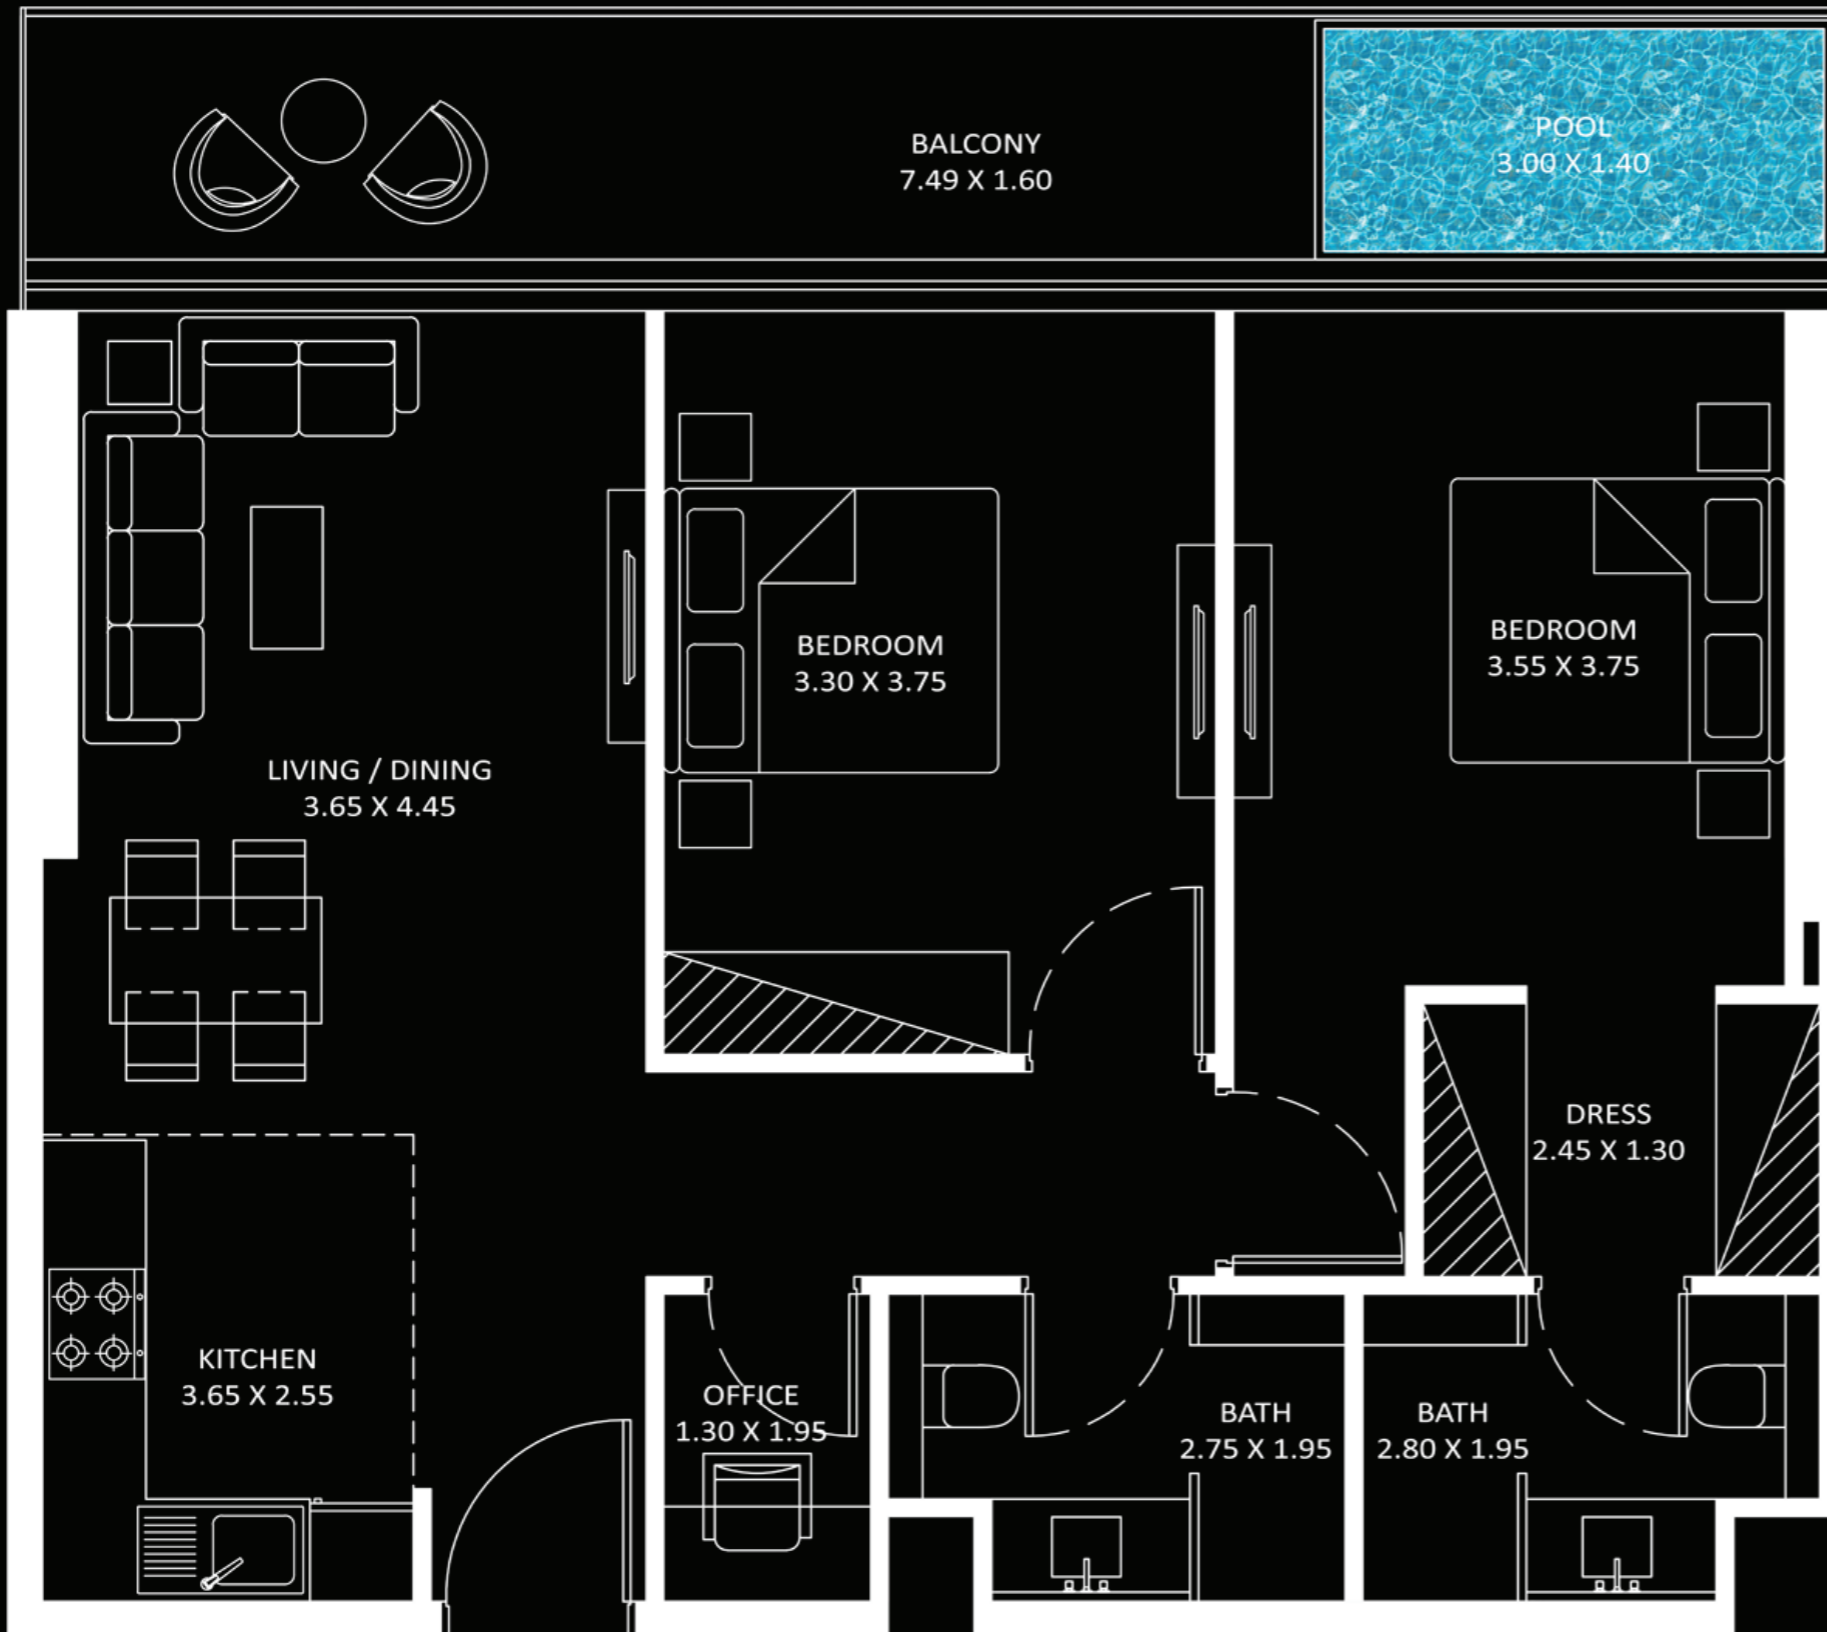 BALCONY
7.49 X 1.60
POOL
3.00 X 1.40
BEDROOM
3.30 X 3.75
BEDROOM
3.55 X 3.75
LIVING / DINING
3.65 X 4.45
DRESS
2.45 X 1.30
KITCHEN
3.65 X 2.55
OFFICE
1.30 X 1.95
BATH
2.75 X 1.95
BATH
2.80 X 1.95